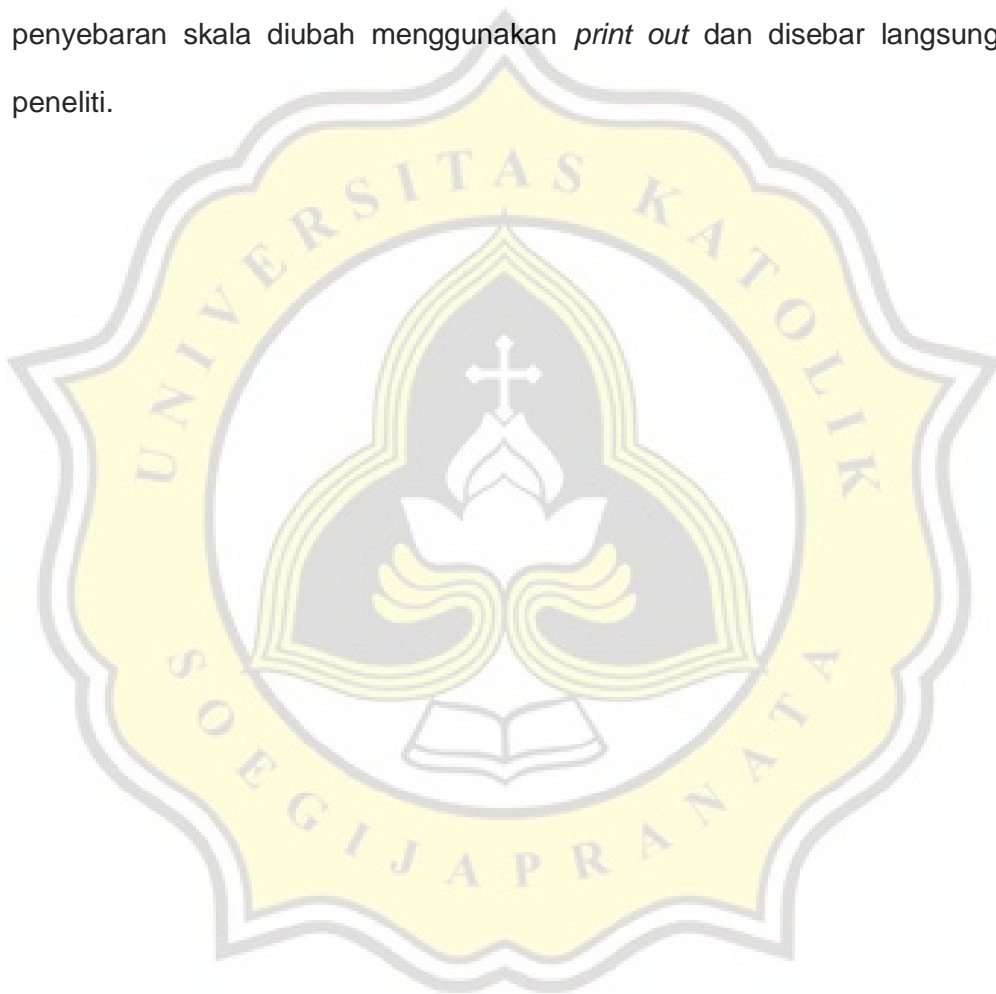 penyebaran skala diubah menggunakan print out dan disebar langsung
peneliti.
UNIVERSITAS KATOLIK
SOEGIJAPRANATA